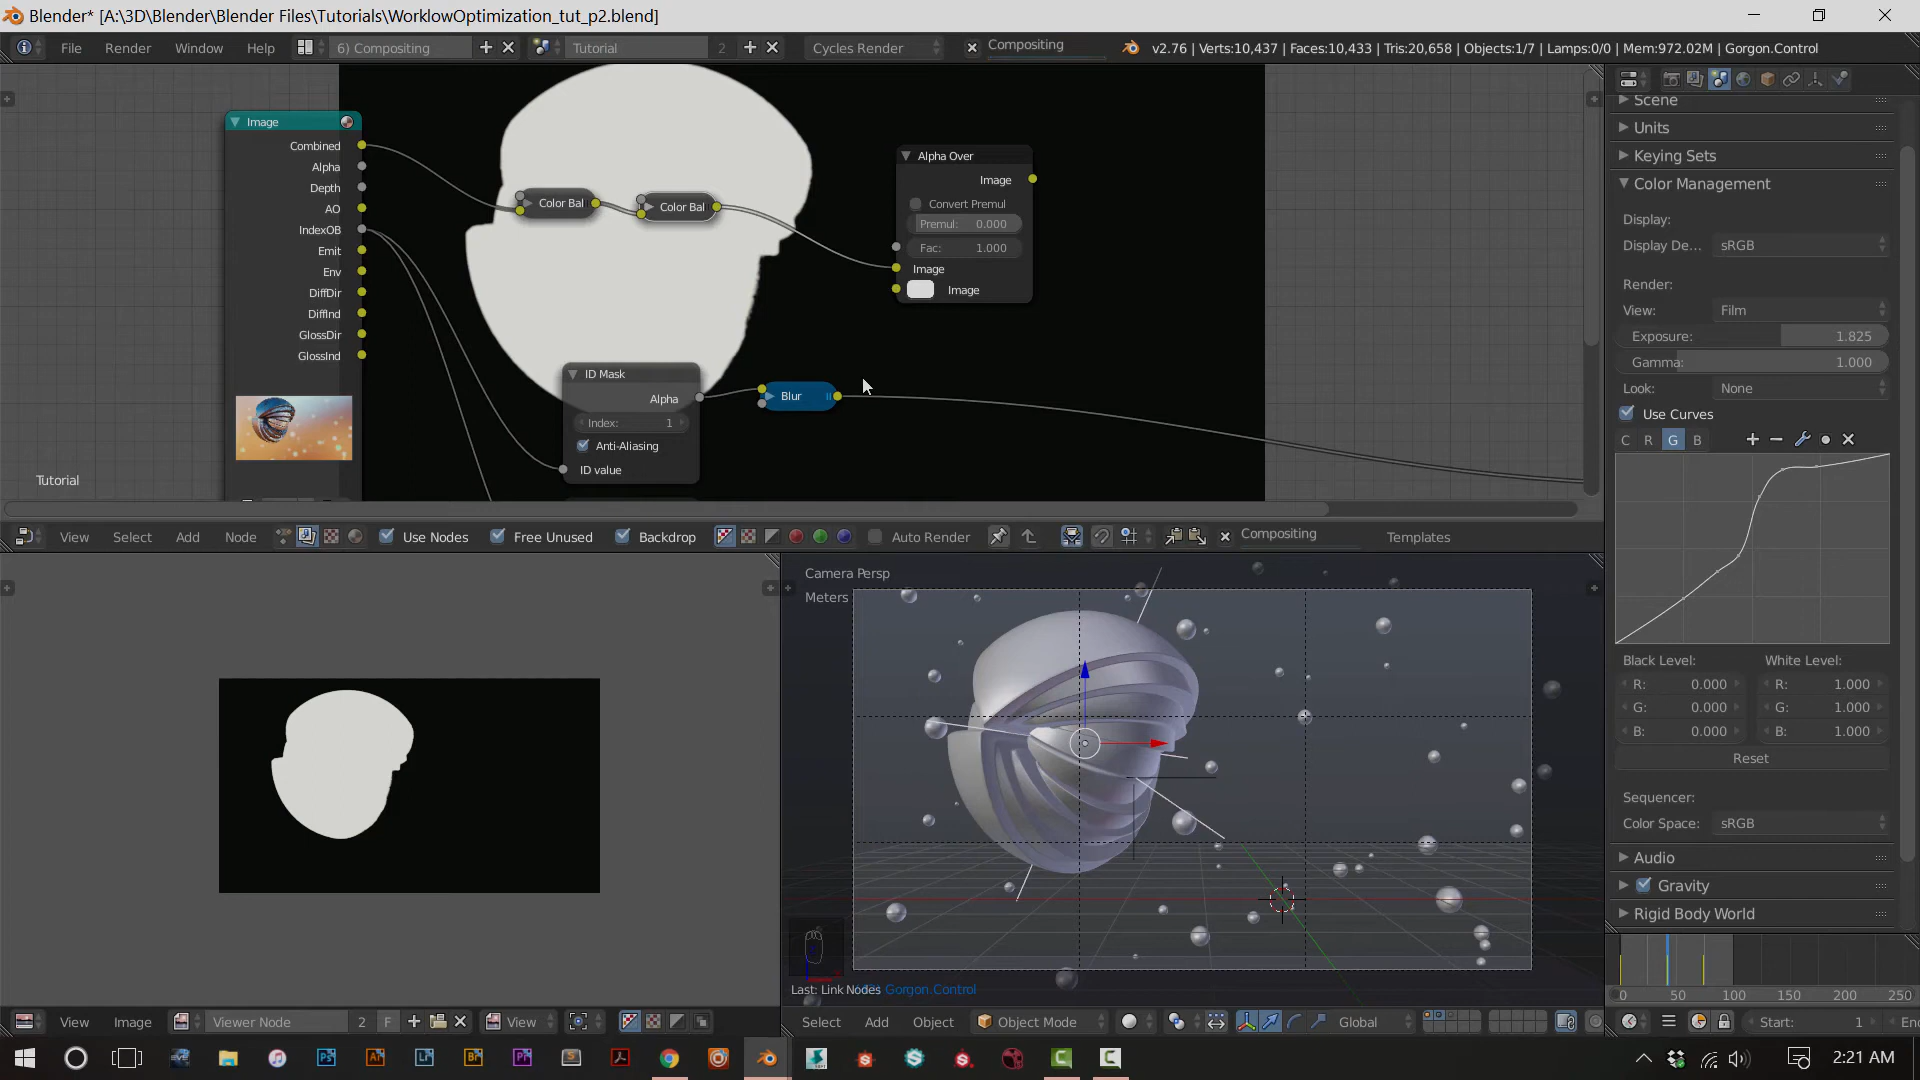 Blender* [A:\3D\Blender\Blender Files\Tutorials\WorklowOptimization_tut_p2.blend]
File Render Window Help 6) Compositing Tutorial 2 Cycles Render Compositing v2.76 | Verts:10,437 | Faces:10,433 | Tris:20,658 | Objects:1/7 | Lamps:0/0 | Mem:972.02M | Gorgon.Control
Image
Combined
Alpha
Depth
AO
IndexOB
Emit
Env
DiffDir
DiffInd
GlossDir
GlossInd
Color Bal
Color Bal
Alpha Over
Image
Convert Premul
Premul: 0.000
Fac: 1.000
Image
Image
ID Mask
Alpha
Index: 1
Anti-Aliasing
ID value
Blur
Tutorial
View Select Add Node Use Nodes Free Unused Backdrop Auto Render Compositing Templates
Scene
Units
Keying Sets
Color Management
Display:
Display De... sRGB
Render:
View: Film
Exposure: 1.825
Gamma: 1.000
Look: None
Use Curves
C R G B
Black Level: White Level:
R: 0.000 R: 1.000
G: 0.000 G: 1.000
B: 0.000 B: 1.000
Reset
Sequencer:
Color Space: sRGB
Audio
Gravity
Rigid Body World
0 50 100 150 200 250
Start: 1 En
Camera Persp
Meters
Last: Link Nodes Gorgon.Control
View Image Viewer Node 2 F View
Select Add Object Object Mode Global
2:21 AM